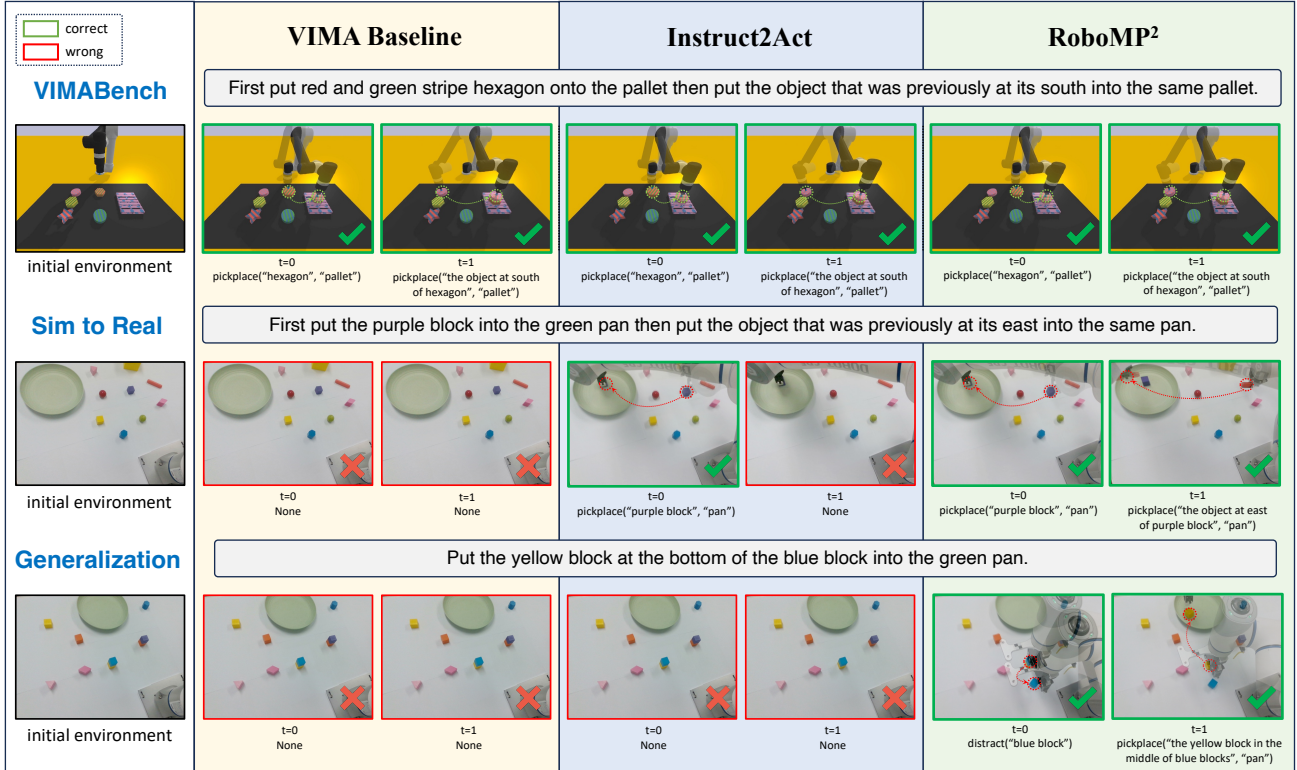 correct
wrong
VIMA Baseline
Instruct2Act
RoboMP²
VIMABench
First put red and green stripe hexagon onto the pallet then put the object that was previously at its south into the same pallet.
initial environment
t=0
pickplace(“hexagon”, “pallet”)
t=1
pickplace(“the object at south
of hexagon”, “pallet”)
t=0
pickplace(“hexagon”, “pallet”)
t=1
pickplace(“the object at south
of hexagon”, “pallet”)
t=0
pickplace(“hexagon”, “pallet”)
t=1
pickplace(“the object at south
of hexagon”, “pallet”)
Sim to Real
First put the purple block into the green pan then put the object that was previously at its east into the same pan.
initial environment
t=0
None
t=1
None
t=0
pickplace(“purple block”, “pan”)
t=1
None
t=0
pickplace(“purple block”, “pan”)
t=1
pickplace(“the object at east
of purple block”, “pan”)
Generalization
Put the yellow block at the bottom of the blue block into the green pan.
initial environment
t=0
None
t=1
None
t=0
None
t=1
None
t=0
distract(“blue block”)
t=1
pickplace(“the yellow block in the
middle of blue blocks”, “pan”)